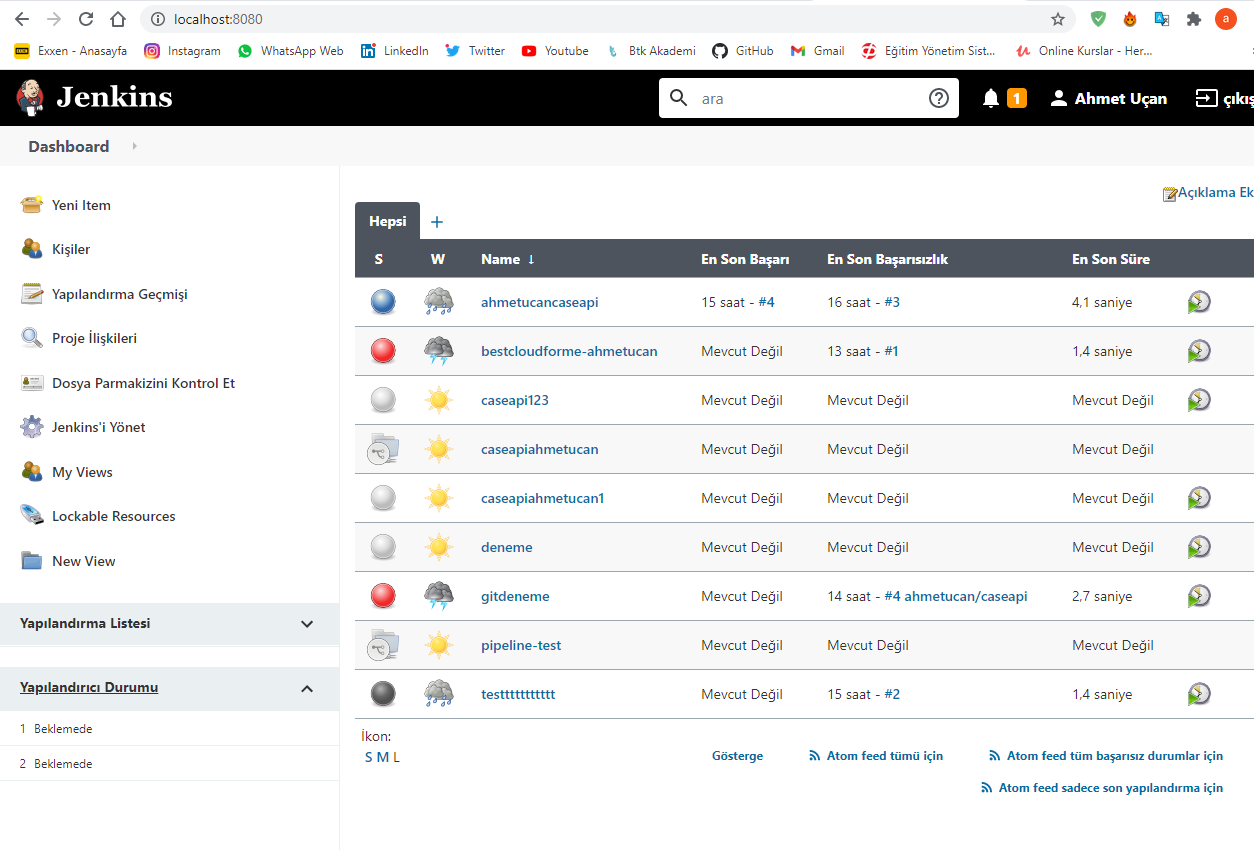 localhost:8080
a
Exxen - Anasayfa Instagram WhatsApp Web LinkedIn Twitter Youtube Btk Akademi GitHub Gmail Eğitim Yönetim Sist... Online Kurslar - Her...
Jenkins ara 1 Ahmet Uçan çıkış
Dashboard
Yeni Item
Kişiler
Yapılandırma Geçmişi
Proje İlişkileri
Dosya Parmakizini Kontrol Et
Jenkins'i Yönet
My Views
Lockable Resources
New View
Yapılandırma Listesi
Yapılandırıcı Durumu
1 Beklemede
2 Beklemede
Açıklama Ek
Hepsi +
S W Name ↓ En Son Başarı En Son Başarısızlık En Son Süre
ahmetucancaseapi 15 saat - #4 16 saat - #3 4,1 saniye
bestcloudforme-ahmetucan Mevcut Değil 13 saat - #1 1,4 saniye
caseapi123 Mevcut Değil Mevcut Değil Mevcut Değil
caseapiahmetucan Mevcut Değil Mevcut Değil Mevcut Değil
caseapiahmetucan1 Mevcut Değil Mevcut Değil Mevcut Değil
deneme Mevcut Değil Mevcut Değil Mevcut Değil
gitdeneme Mevcut Değil 14 saat - #4 ahmetucan/caseapi 2,7 saniye
pipeline-test Mevcut Değil Mevcut Değil Mevcut Değil
testttttttttttt Mevcut Değil 15 saat - #2 1,4 saniye
İkon:
S M L
Gösterge Atom feed tümü için Atom feed tüm başarısız durumlar için
Atom feed sadece son yapılandırma için